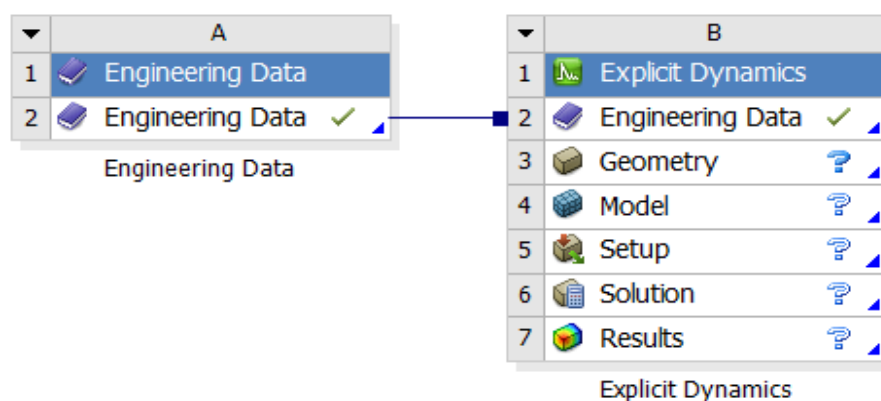 A
1 Engineering Data
2 Engineering Data
Engineering Data
B
1 Explicit Dynamics
2 Engineering Data
3 Geometry ?
4 Model ?
5 Setup ?
6 Solution ?
7 Results ?
Explicit Dynamics